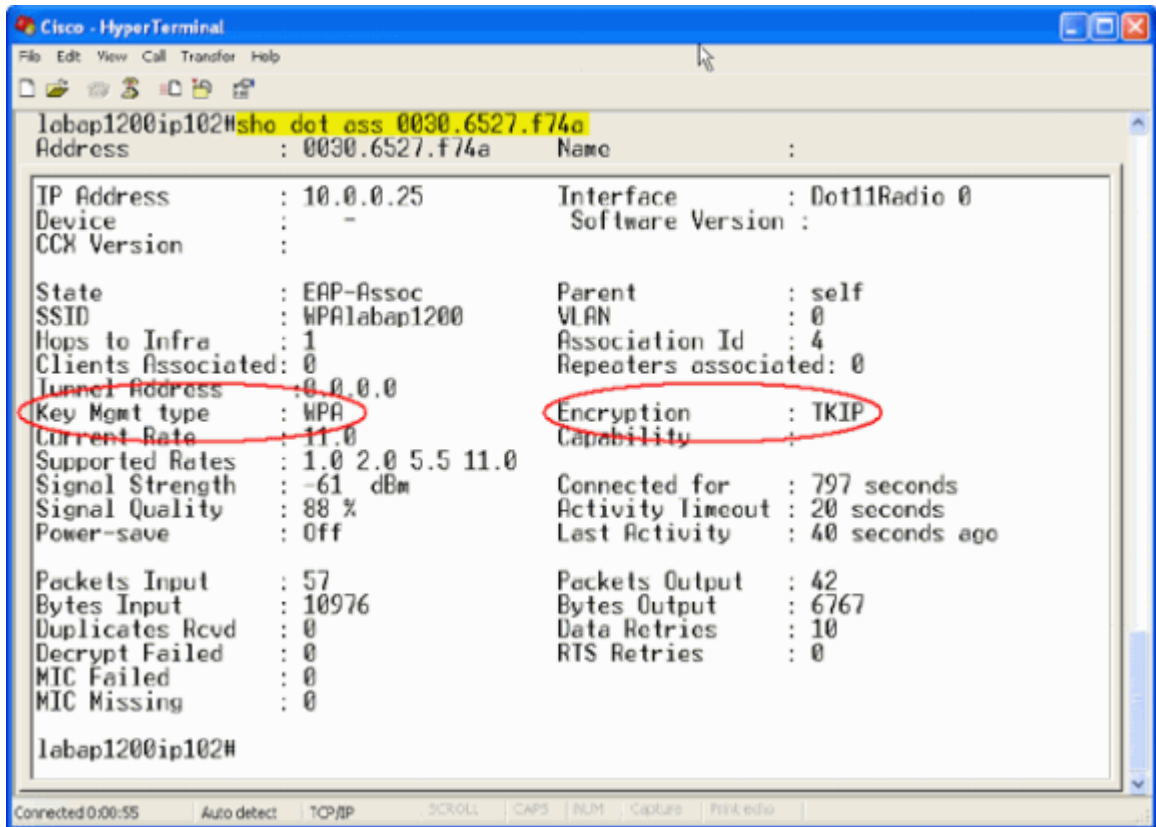 Cisco - HyperTerminal
File Edit View Call Transfer Help
labap1200ip102#sho dot ass 0030.6527.f74a
Address : 0030.6527.f74a Name :
IP Address : 10.0.0.25 Interface : Dot11Radio 0
Device : - Software Version :
CCX Version :
State : EAP-Assoc Parent : self
SSID : WPAlabap1200 VLAN : 0
Hops to Infra : 1 Association Id : 4
Clients Associated: 0 Repeaters associated: 0
Tunnel Address :0.0.0.0
Key Mgmt type : WPA Encryption : TKIP
Current Rate : 11.0 Capability :
Supported Rates : 1.0 2.0 5.5 11.0
Signal Strength : -61 dBm Connected for : 797 seconds
Signal Quality : 88 % Activity Timeout : 20 seconds
Power-save : Off Last Activity : 40 seconds ago
Packets Input : 57 Packets Output : 42
Bytes Input : 10976 Bytes Output : 6767
Duplicates Rcvd : 0 Data Retries : 10
Decrypt Failed : 0 RTS Retries : 0
MIC Failed : 0
MIC Missing : 0
labap1200ip102#
Connected 0:00:55 Auto detect TCP/IP SCROLL CAPS NUM Capture Print echo